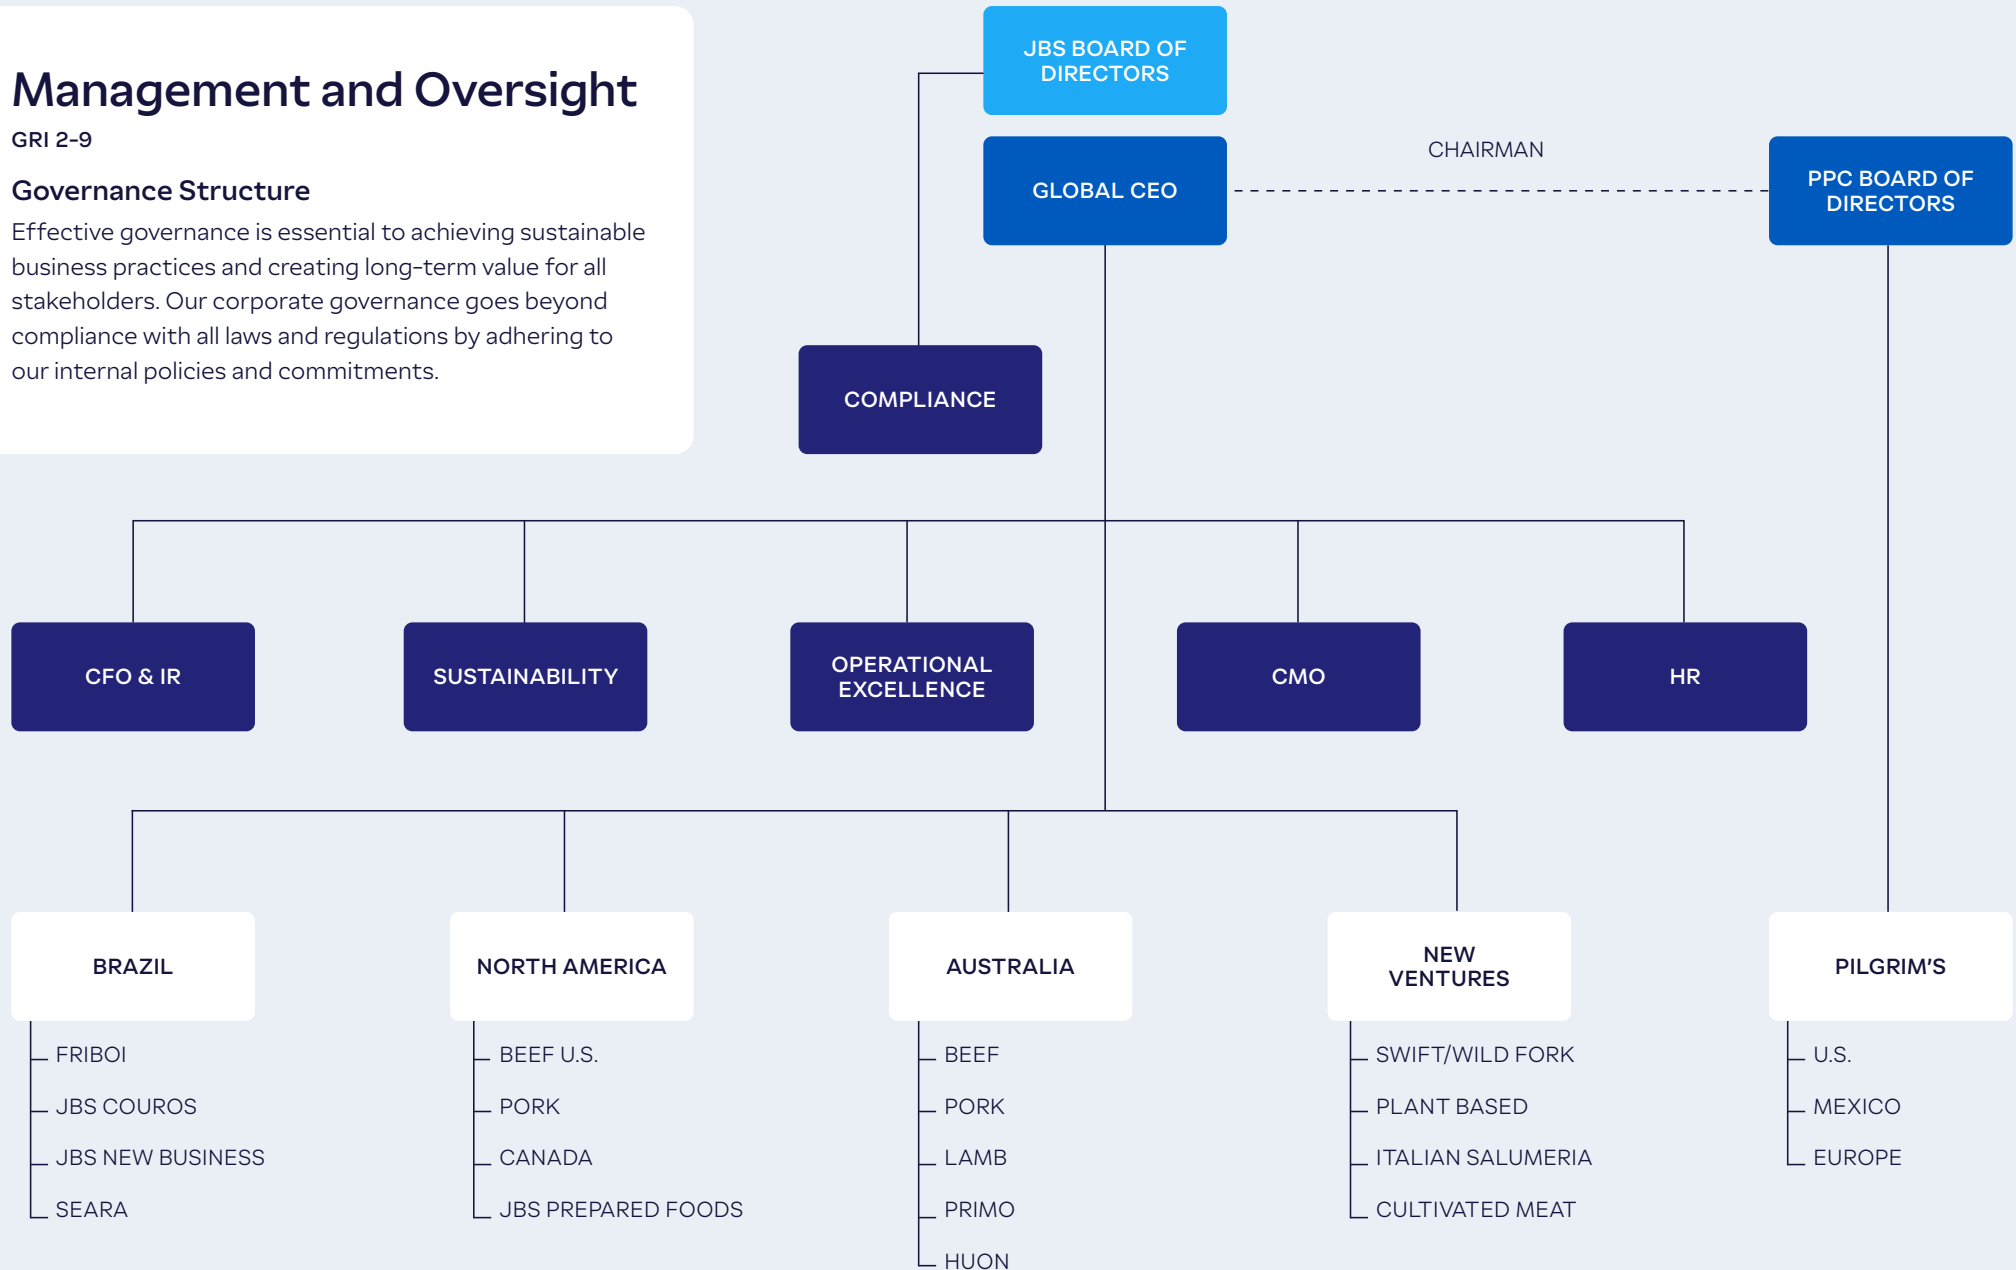 Management and Oversight
GRI 2-9
Governance Structure
Effective governance is essential to achieving sustainable
business practices and creating long-term value for all
stakeholders. Our corporate governance goes beyond
compliance with all laws and regulations by adhering to
our internal policies and commitments.
JBS BOARD OF
DIRECTORS
GLOBAL CEO
CHAIRMAN
PPC BOARD OF
DIRECTORS
COMPLIANCE
CFO & IR
SUSTAINABILITY
OPERATIONAL
EXCELLENCE
CMO
HR
BRAZIL
FRIBOI
JBS COUROS
JBS NEW BUSINESS
SEARA
NORTH AMERICA
BEEF U.S.
PORK
CANADA
JBS PREPARED FOODS
AUSTRALIA
BEEF
PORK
LAMB
PRIMO
HUON
NEW
VENTURES
SWIFT/WILD FORK
PLANT BASED
ITALIAN SALUMERIA
CULTIVATED MEAT
PILGRIM'S
U.S.
MEXICO
EUROPE